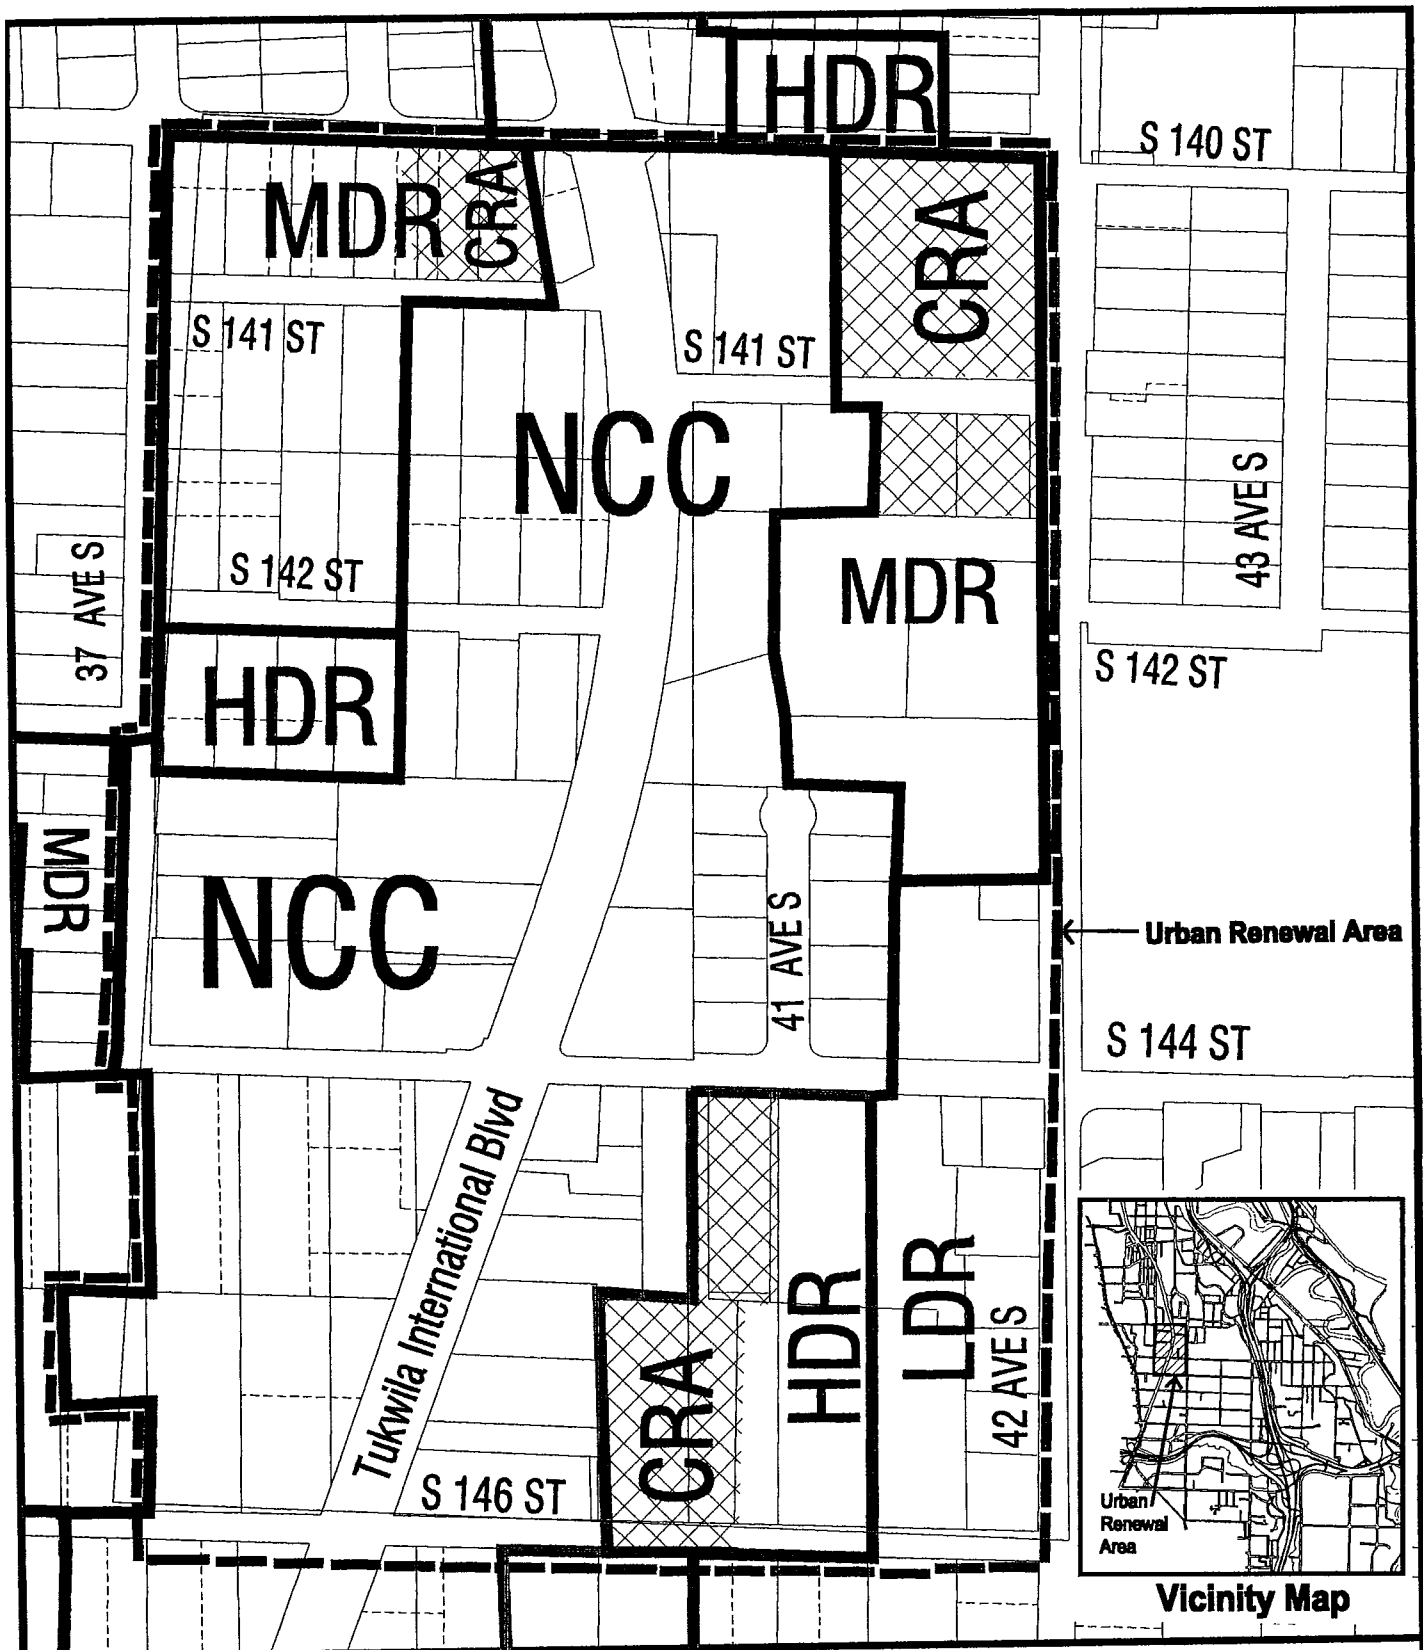 HDR
S 140 ST
MDR
CRA
CRA
S 141 ST
S 141 ST
NCC
43 AVE S
37 AVE S
S 142 ST
MDR
S 142 ST
HDR
MDR
NCC
41 AVE S
Urban Renewal Area
S 144 ST
Tukwila International Blvd
HDR
LDR
42 AVE S
CRA
S 146 ST
Urban
Renewal
Area
Vicinity Map